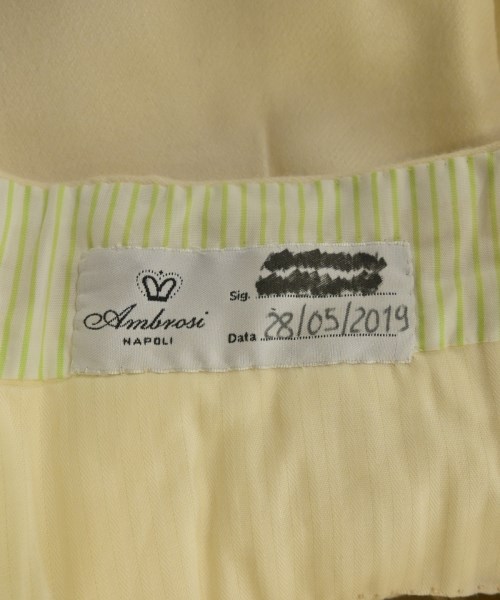 Ambrosi
NAPOLI
Sig.
Data 28/05/2019